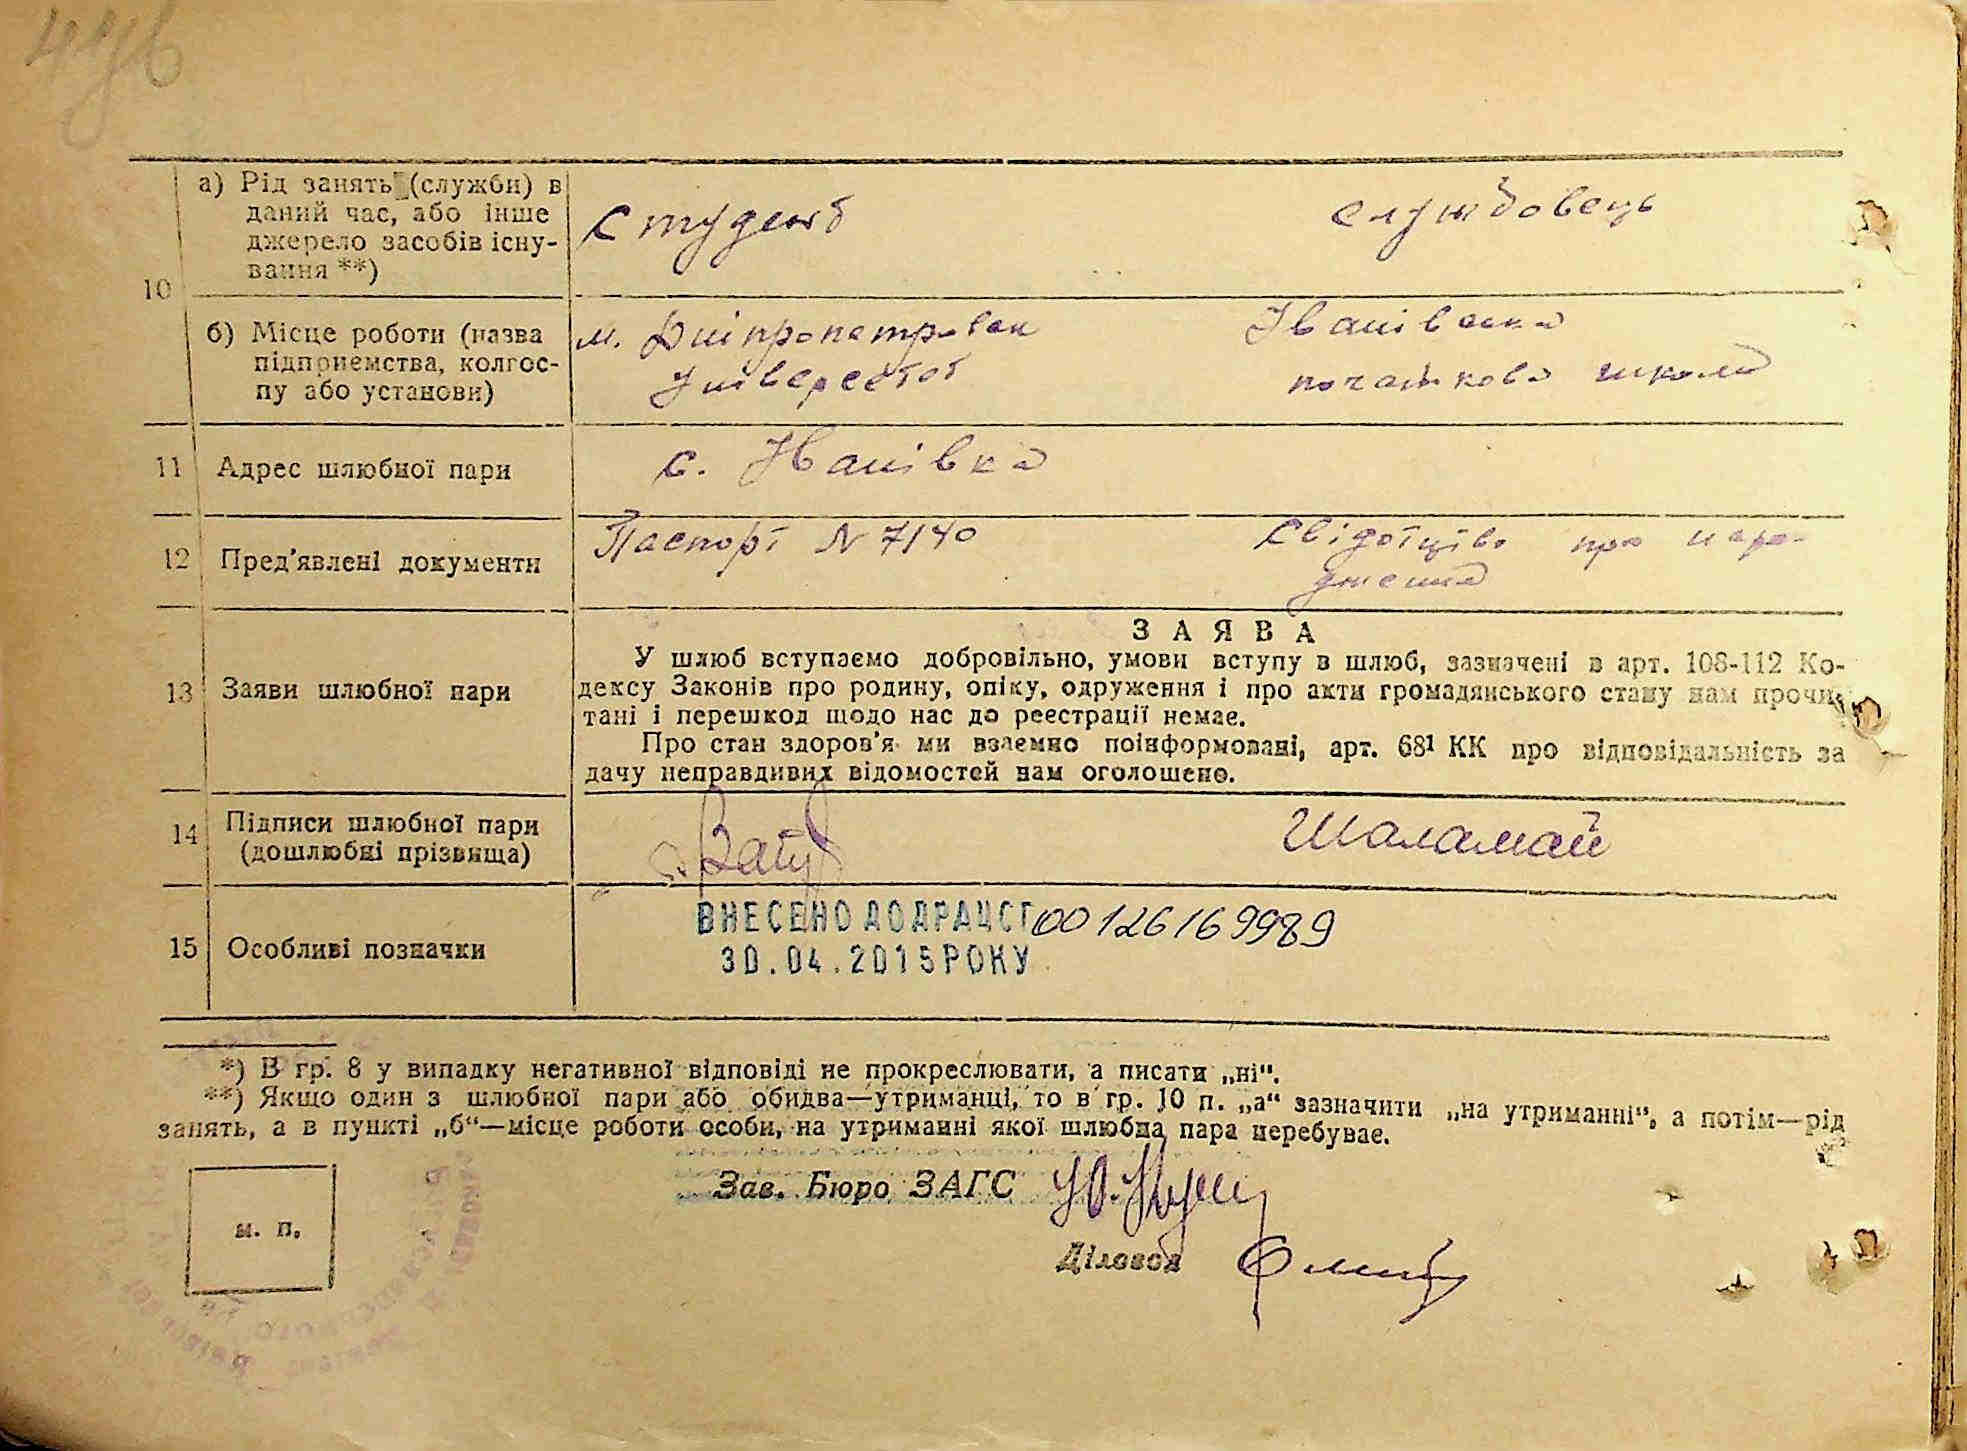 10
а) Рід занять (служби) в
даний час, або інше
джерело засобів існу-
вання **)
Студент
службовець
б) Місце роботи (назва
підприємства, колгос-
пу або установи)
м. Дніпропетровськ
Іванівська
початкова школа
11 Адрес шлюбної пари
с. Іванівка
12 Пред'явлені документи
Паспорт N 7140
Свідотцтво про наро-
дження
13 Заяви шлюбної пари
ЗАЯВА
У шлюб вступаємо добровільно, умови вступу в шлюб, зазначені в арт. 108-112 Ко-
дексу Законів про родину, опіку, одруження і про акти громадянського стану нам прочи-
тані і перешкод щодо нас до реєстрації немає.
Про стан здоров'я ми взаємно поінформовані, арт. 68¹ КК про відповідальність за
дачу неправдивих відомостей нам оголошено.
14 Підписи шлюбної пари
(дошлюбні прізвища)
Шаламай
15 Особливі позначки
ВНЕСЕНО ДО ДРАЦСГ 00126169989
30.04.2015 РОКУ
*) В гр. 8 у випадку негативної відповіді не прокреслювати, а писати „ні".
**) Якщо один з шлюбної пари або обидва—утриманці, то в гр. 10 п. „а" зазначити „на утриманні", а потім—рід
занять, а в пункті „б"—місце роботи особи, на утриманні якої шлюбна пара перебуває.
Зав. Бюро ЗАГС
м. п.
Діловод